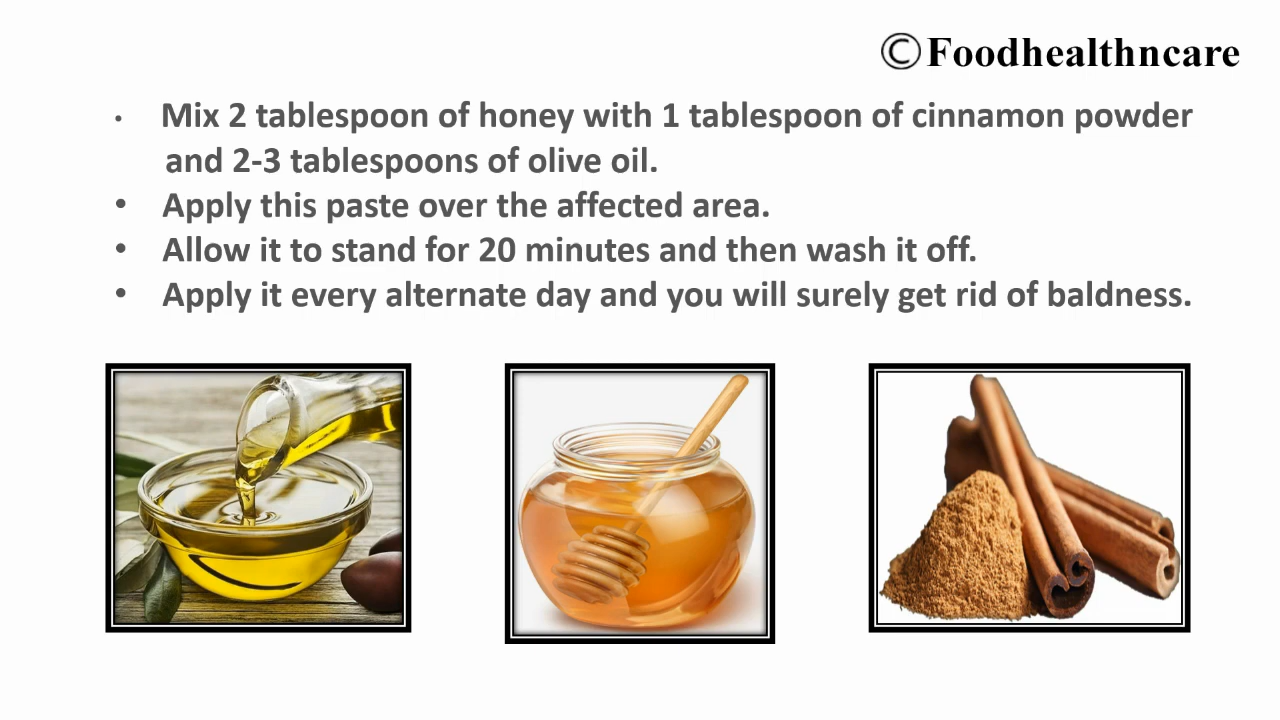 ©Foodhealthncare
• Mix 2 tablespoon of honey with 1 tablespoon of cinnamon powder
and 2-3 tablespoons of olive oil.
• Apply this paste over the affected area.
• Allow it to stand for 20 minutes and then wash it off.
• Apply it every alternate day and you will surely get rid of baldness.